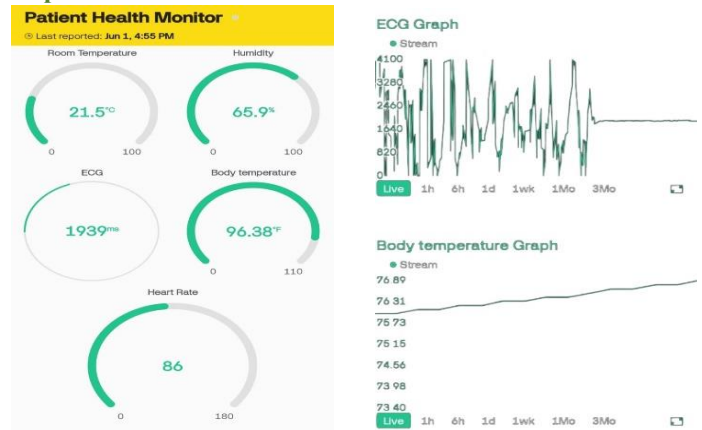 Patient Health Monitor
Last reported: Jun 1, 4:55 PM
Room Temperature
21.5°C
0 100
Humidity
65.9%
0 100
ECG
1939ms
Body temperature
96.38°F
0 110
Heart Rate
86
0 180
ECG Graph
Stream
4100
3280
2460
1640
820
0
Live 1h 6h 1d 1wk 1Mo 3Mo
Body temperature Graph
Stream
76 89
76 31
75 73
75 15
74.56
73 98
73 40
Live 1h 6h 1d 1wk 1Mo 3Mo